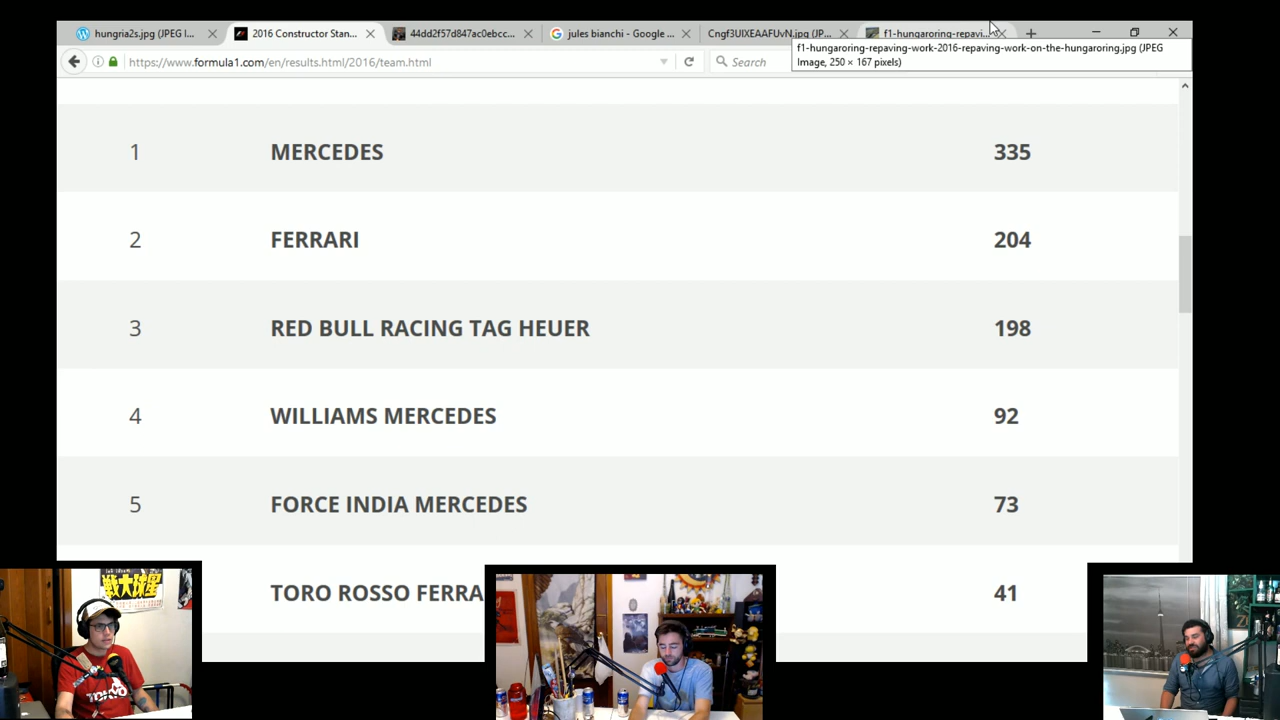 hungria2s.jpg (JPEG I...
2016 Constructor Stan...
44dd2f57d847ac0ebcc...
jules bianchi - Google ...
Cngf3UIXEAAFUvN.jpg (JP...
f1-hungaroring-repavi...
https://www.formula1.com/en/results.html/2016/team.html
Search
f1-hungaroring-repaving-work-2016-repaving-work-on-the-hungaroring.jpg (JPEG
Image, 250 × 167 pixels)
1 MERCEDES 335
2 FERRARI 204
3 RED BULL RACING TAG HEUER 198
4 WILLIAMS MERCEDES 92
5 FORCE INDIA MERCEDES 73
TORO ROSSO FERRA 41